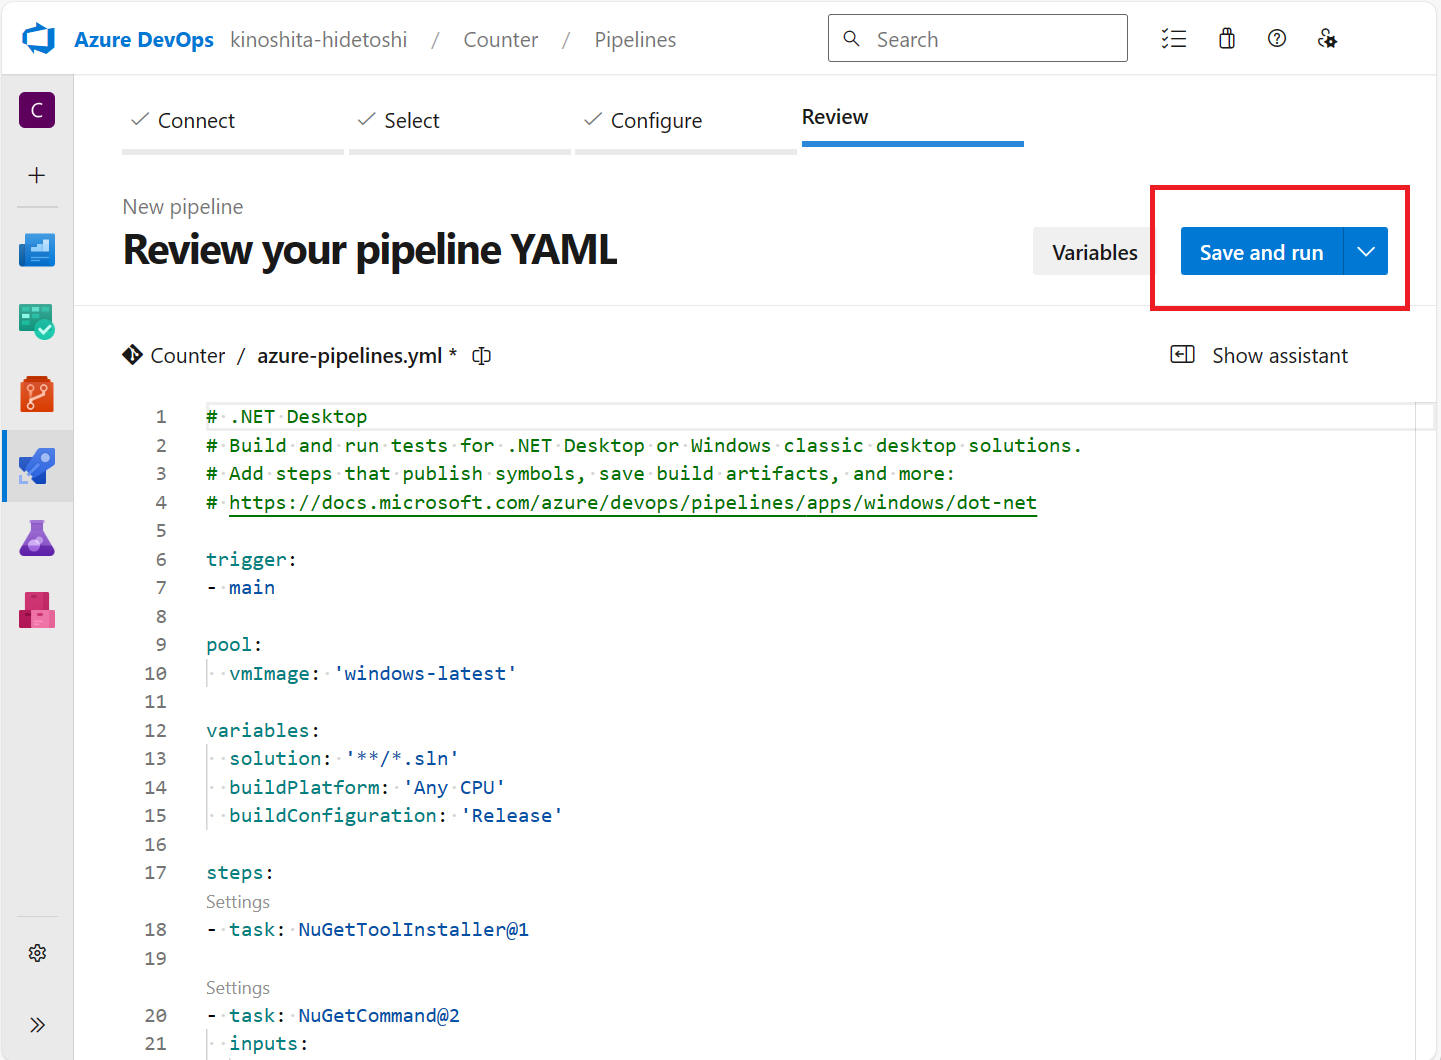 Azure DevOps kinoshita-hidetoshi / Counter / Pipelines Search
C
Connect Select Configure Review
New pipeline
Review your pipeline YAML
Variables Save and run
Counter / azure-pipelines.yml * Show assistant
1 # .NET Desktop
2 # Build and run tests for .NET Desktop or Windows classic desktop solutions.
3 # Add steps that publish symbols, save build artifacts, and more:
4 # https://docs.microsoft.com/azure/devops/pipelines/apps/windows/dot-net
5
6 trigger:
7 - main
8
9 pool:
10   vmImage: 'windows-latest'
11
12 variables:
13   solution: '**/*.sln'
14   buildPlatform: 'Any CPU'
15   buildConfiguration: 'Release'
16
17 steps:
Settings
18 - task: NuGetToolInstaller@1
19
Settings
20 - task: NuGetCommand@2
21   inputs: